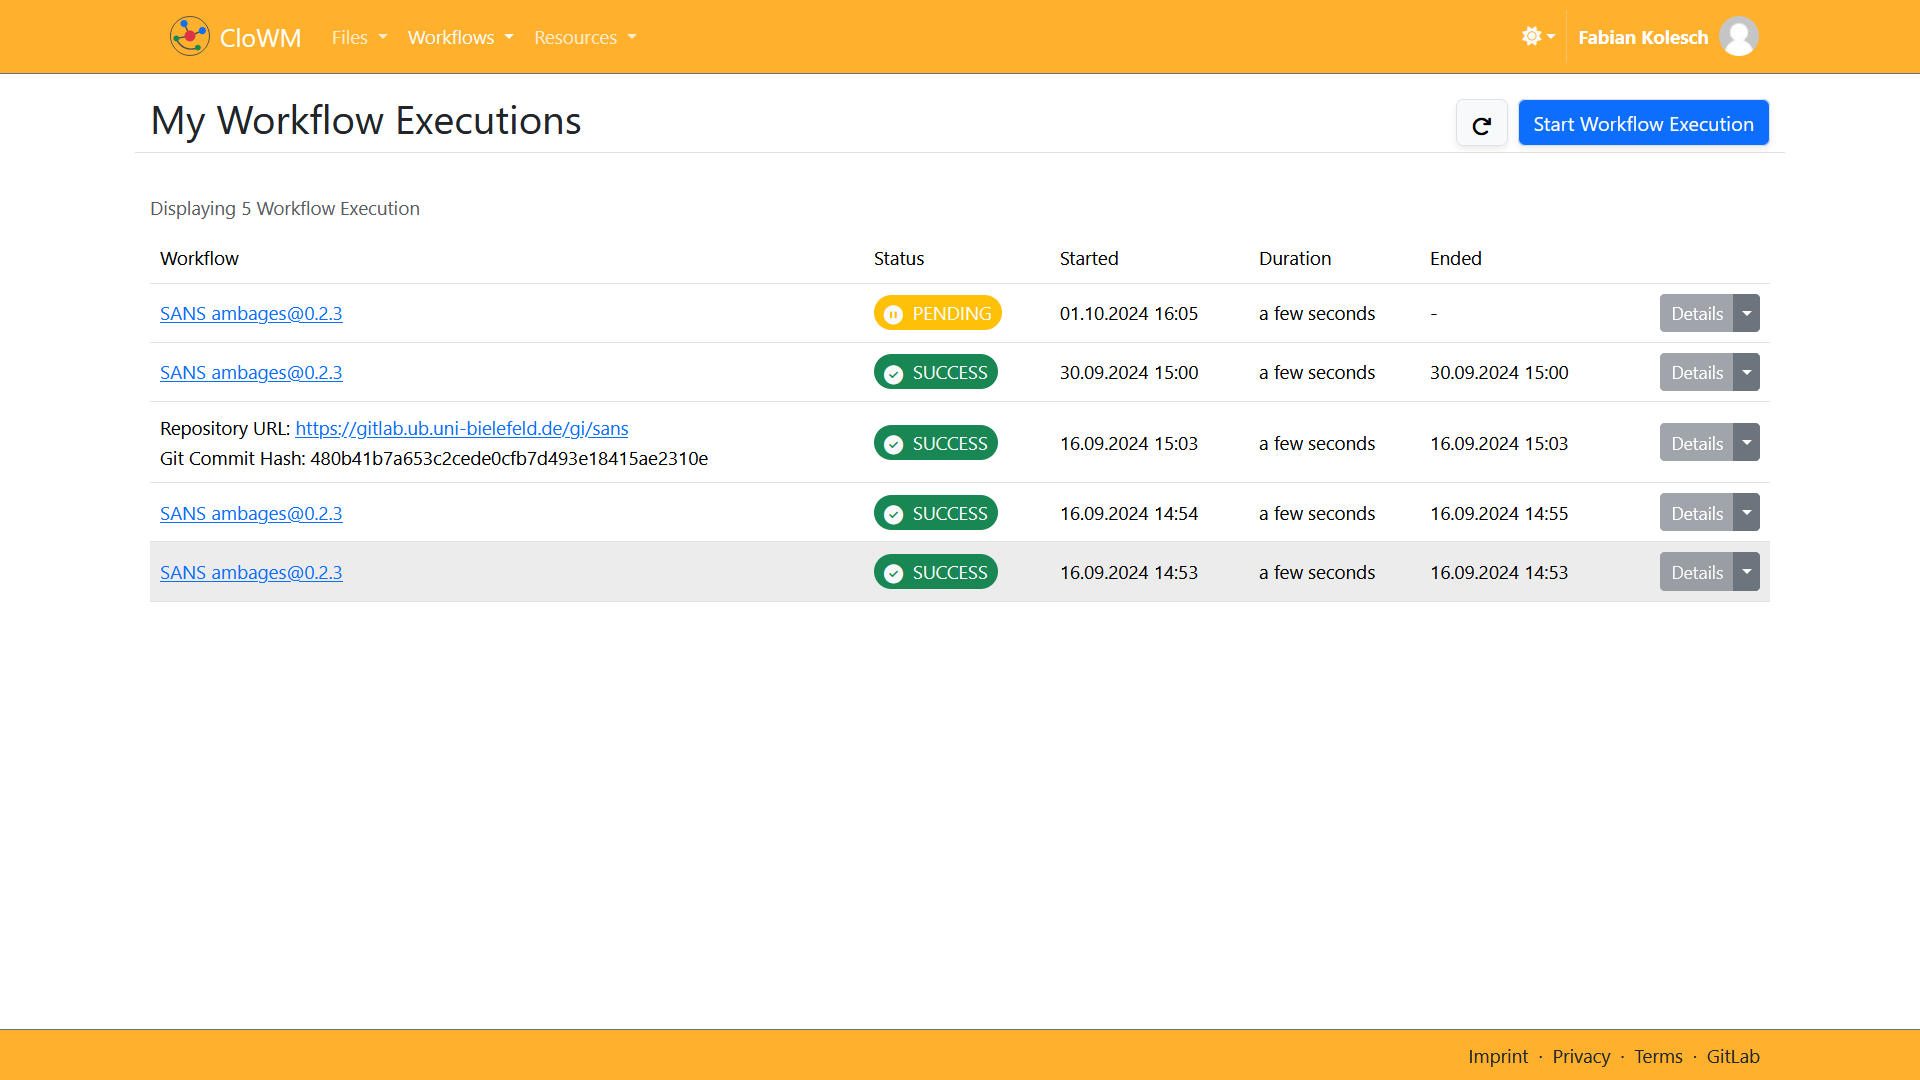 CloWM Files Workflows Resources Fabian Kolesch
My Workflow Executions Start Workflow Execution
Displaying 5 Workflow Execution
Workflow Status Started Duration Ended
SANS ambages@0.2.3 PENDING 01.10.2024 16:05 a few seconds - Details
SANS ambages@0.2.3 SUCCESS 30.09.2024 15:00 a few seconds 30.09.2024 15:00 Details
Repository URL: https://gitlab.ub.uni-bielefeld.de/gi/sans
Git Commit Hash: 480b41b7a653c2cede0cfb7d493e18415ae2310e SUCCESS 16.09.2024 15:03 a few seconds 16.09.2024 15:03 Details
SANS ambages@0.2.3 SUCCESS 16.09.2024 14:54 a few seconds 16.09.2024 14:55 Details
SANS ambages@0.2.3 SUCCESS 16.09.2024 14:53 a few seconds 16.09.2024 14:53 Details
Imprint · Privacy · Terms · GitLab